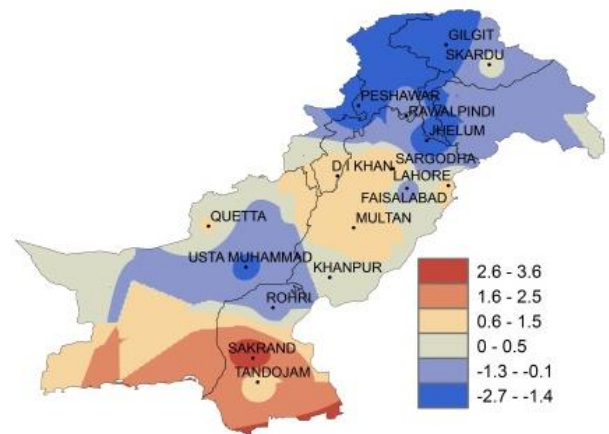 GILGIT
SKARDU
PESHAWAR
RAWALPINDI
JHELUM
D I KHAN
SARGODHA
LAHORE
FAISALABAD
MULTAN
QUETTA
USTA MUHAMMAD
KHANPUR
ROHRI
SAKRAND
TANDOJAM
2.6 - 3.6
1.6 - 2.5
0.6 - 1.5
0 - 0.5
-1.3 - -0.1
-2.7 - -1.4